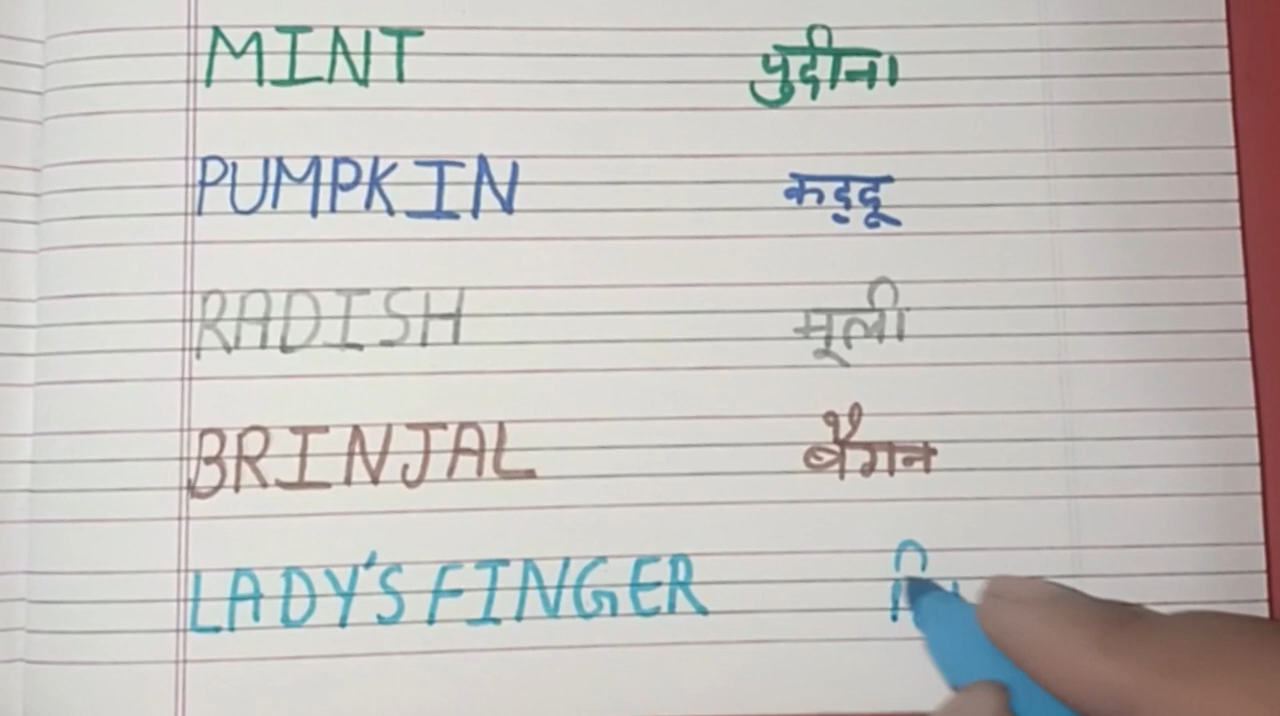 MINT पुदीना
PUMPKIN कद्दू
RADISH मूली
BRINJAL बैंगन
LADY'S FINGER